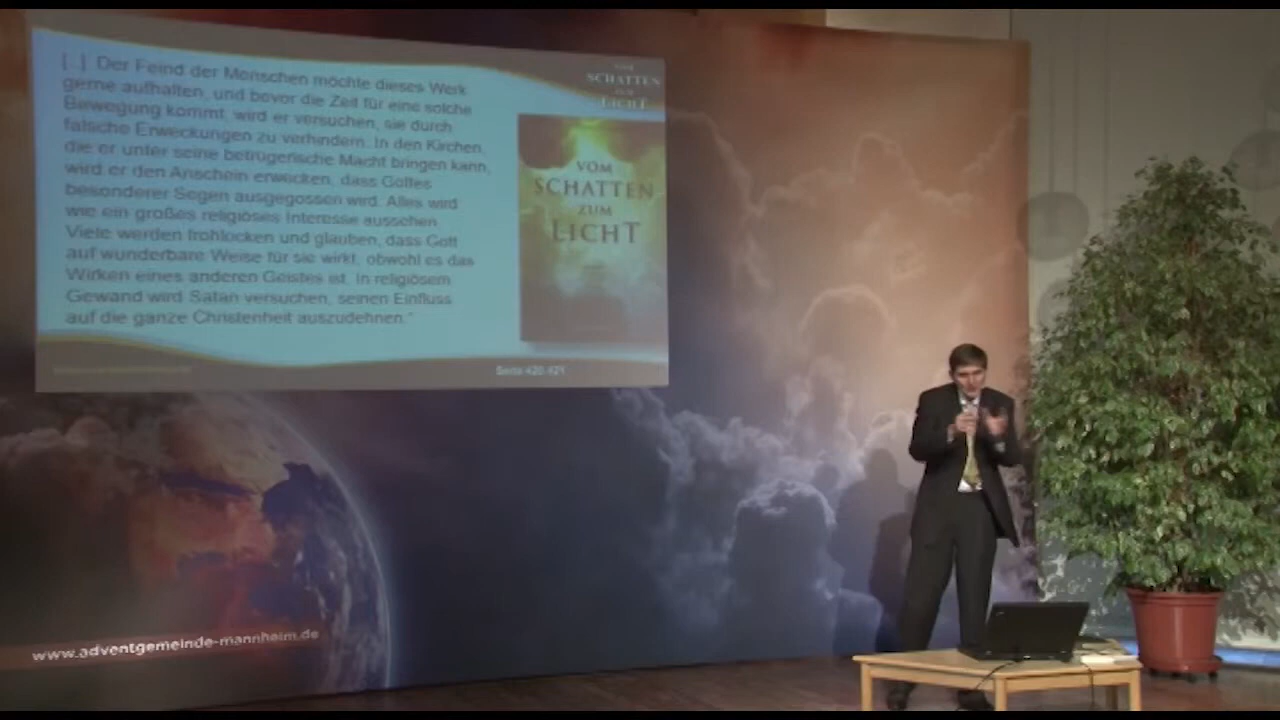 [...] Der Feind der Menschen möchte dieses Werk
gerne aufhalten, und bevor die Zeit für eine solche
Bewegung kommt, wird er versuchen, sie durch
falsche Erweckungen zu verhindern. In den Kirchen,
die er unter seine betrügerische Macht bringen kann,
wird er den Anschein erwecken, dass Gottes
besonderer Segen ausgegossen wird. Alles wird
wie ein großes religiöses Interesse aussehen.
Viele werden frohlocken und glauben, dass Gott
auf wunderbare Weise für sie wirkt, obwohl es das
Wirken eines anderen Geistes ist. In religiösem
Gewand wird Satan versuchen, seinen Einfluss
auf die ganze Christenheit auszudehnen."
VOM
SCHATTEN
ZUM
LICHT
VOM
SCHATTEN
ZUM
LICHT
Seite 420,421
www.adventgemeinde-mannheim.de